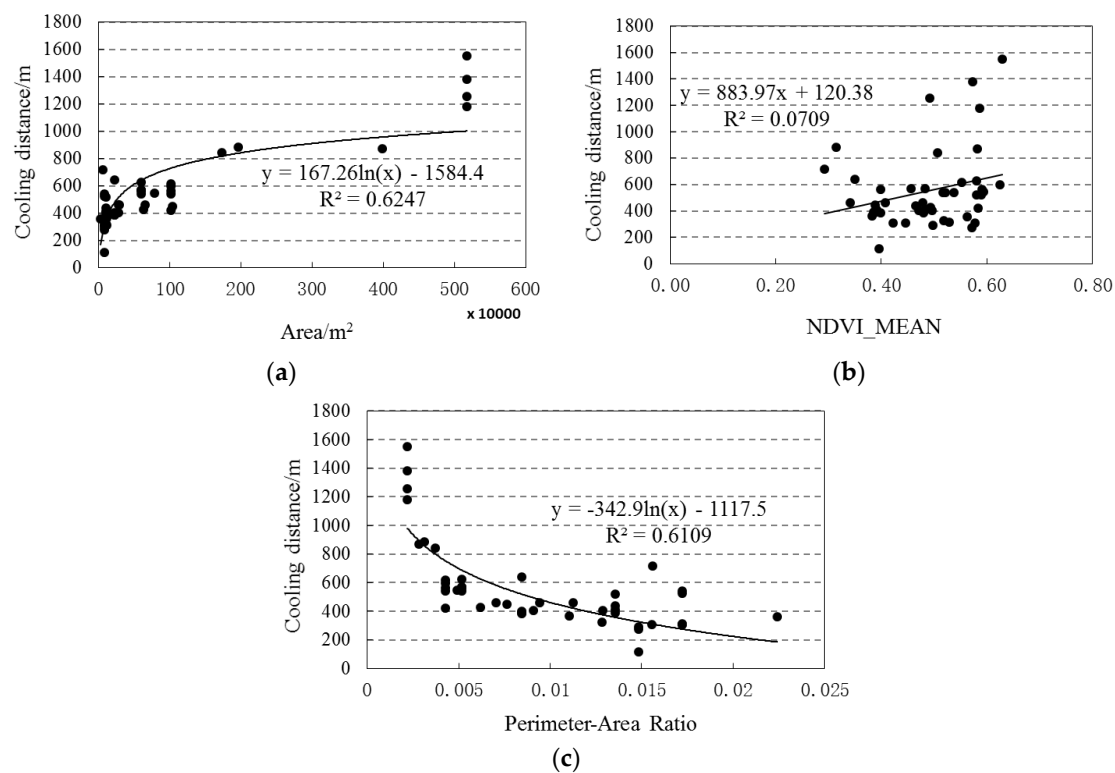 1800
1600
1400
1200
1000
800
600
400
200
0
Cooling distance/m
y = 167.26ln(x) - 1584.4
R² = 0.6247
0 100 200 300 400 500 600
x 10000
Area/m²
(a)
1800
1600
1400
1200
1000
800
600
400
200
0
Cooling distance/m
y = 883.97x + 120.38
R² = 0.0709
0.00 0.20 0.40 0.60 0.80
NDVI_MEAN
(b)
1800
1600
1400
1200
1000
800
600
400
200
0
Cooling distance/m
y = -342.9ln(x) - 1117.5
R² = 0.6109
0 0.005 0.01 0.015 0.02 0.025
Perimeter-Area Ratio
(c)